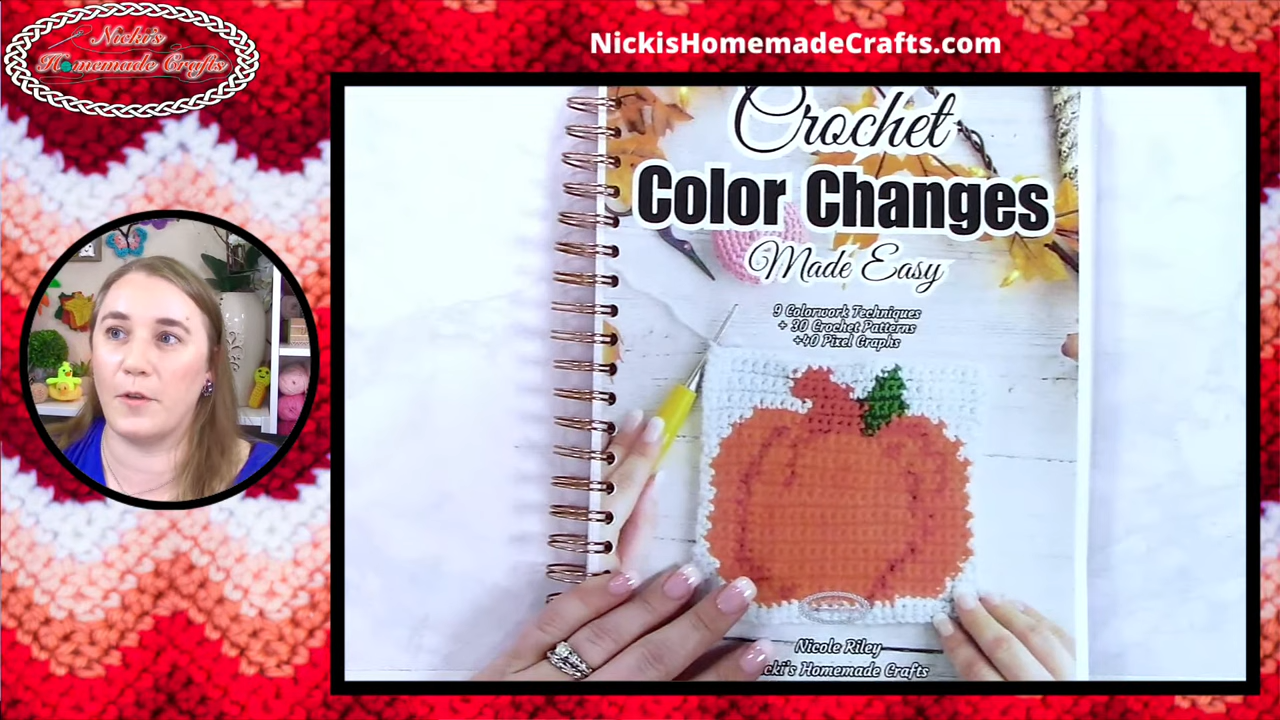 Nicki's
Homemade Crafts
NickisHomemadeCrafts.com
Crochet
Color Changes
Made Easy
9 Colorwork Techniques
+ 30 Crochet Patterns
+40 Pixel Graphs
Nicole Riley
Nicki's Homemade Crafts